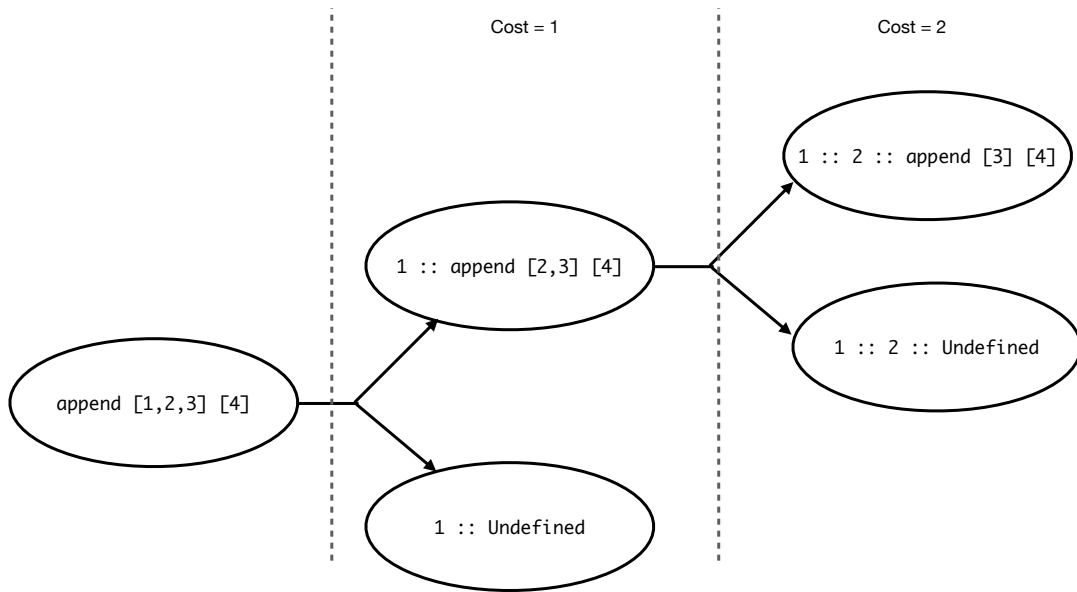 Cost = 1
Cost = 2
1 :: 2 :: append [3] [4]
1 :: append [2,3] [4]
1 :: 2 :: Undefined
append [1,2,3] [4]
1 :: Undefined